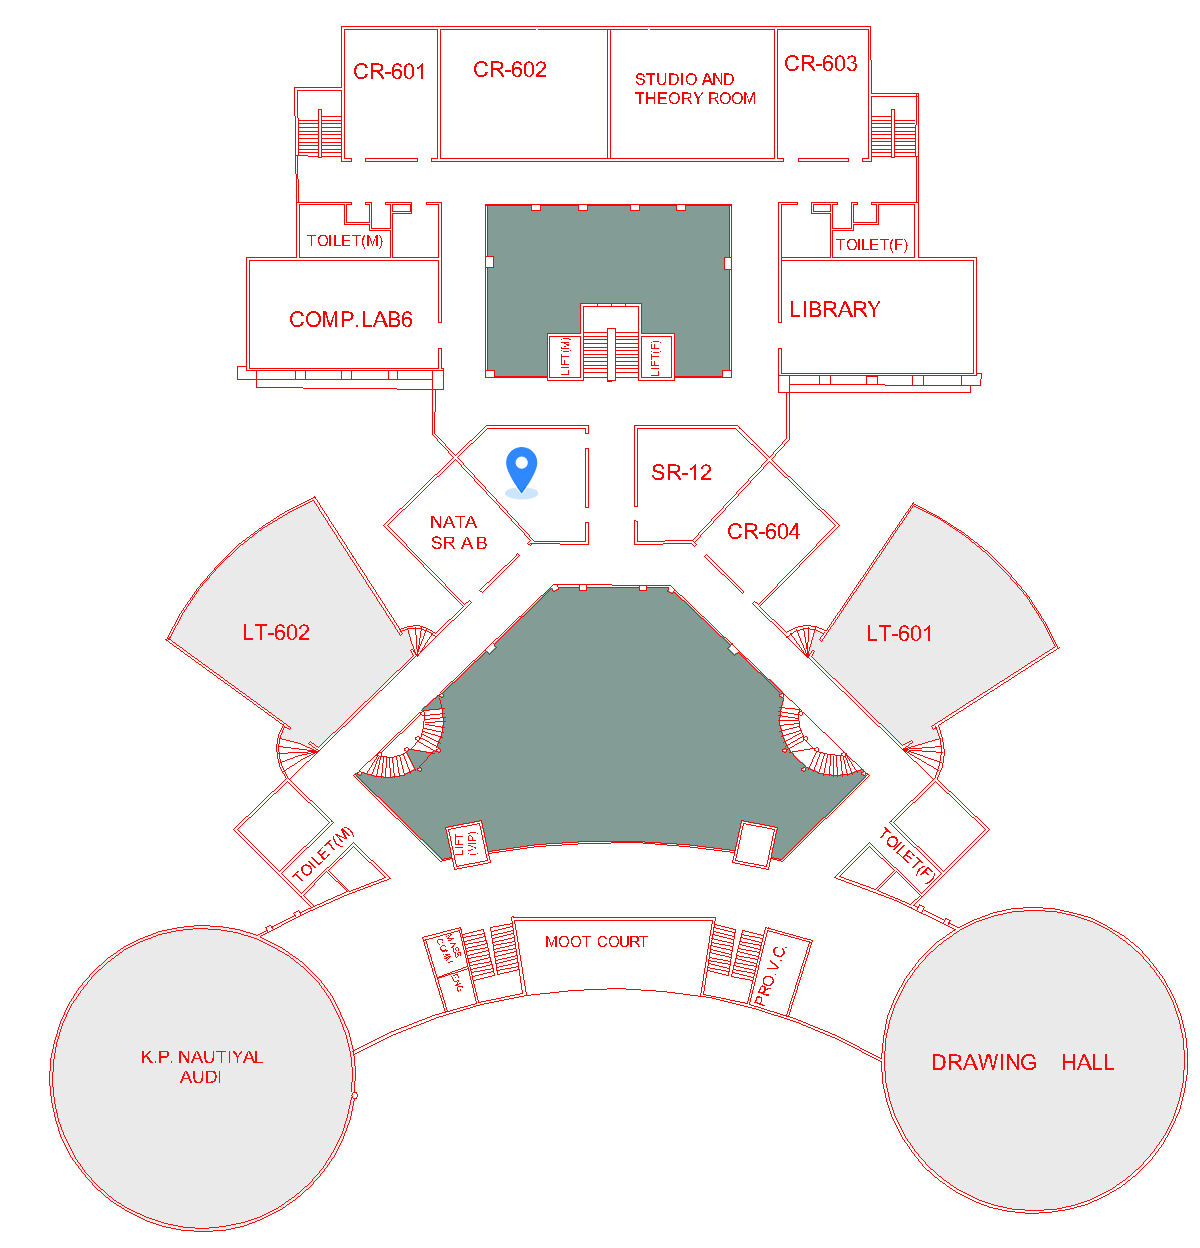 CR-601
CR-602
STUDIO AND
THEORY ROOM
CR-603
TOILET(M)
TOILET(F)
COMP.LAB6
LIBRARY
LIFT(M)
LIFT(F)
SR-12
NATA
SR A B
CR-604
LT-602
LT-601
TOILET(M)
LIFT
(VIP)
TOILET(F)
MASS
COMM
ENG
MOOT COURT
PRO.V.C.
K.P. NAUTIYAL
AUDI
DRAWING HALL